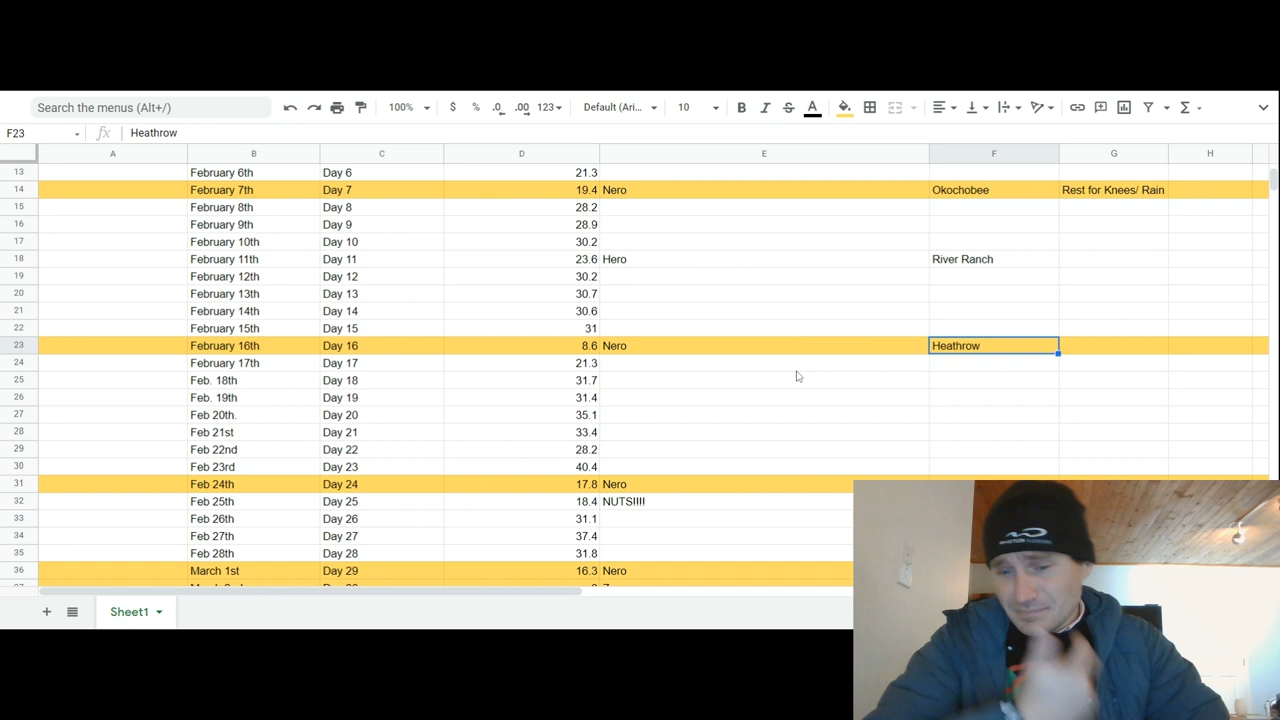 Search the menus (Alt+/) 100% $ % .0 .00 123 Default (Ari... 10
F23 fx Heathrow
A B C D E F G H
13 February 6th Day 6 21.3
14 February 7th Day 7 19.4 Nero Okochobee Rest for Knees/ Rain
15 February 8th Day 8 28.2
16 February 9th Day 9 28.9
17 February 10th Day 10 30.2
18 February 11th Day 11 23.6 Hero River Ranch
19 February 12th Day 12 30.2
20 February 13th Day 13 30.7
21 February 14th Day 14 30.6
22 February 15th Day 15 31
23 February 16th Day 16 8.6 Nero Heathrow
24 February 17th Day 17 21.3
25 Feb. 18th Day 18 31.7
26 Feb. 19th Day 19 31.4
27 Feb 20th. Day 20 35.1
28 Feb 21st Day 21 33.4
29 Feb 22nd Day 22 28.2
30 Feb 23rd Day 23 40.4
31 Feb 24th Day 24 17.8 Nero
32 Feb 25th Day 25 18.4 NUTS!!!!
33 Feb 26th Day 26 31.1
34 Feb 27th Day 27 37.4
35 Feb 28th Day 28 31.8
36 March 1st Day 29 16.3 Nero
Sheet1